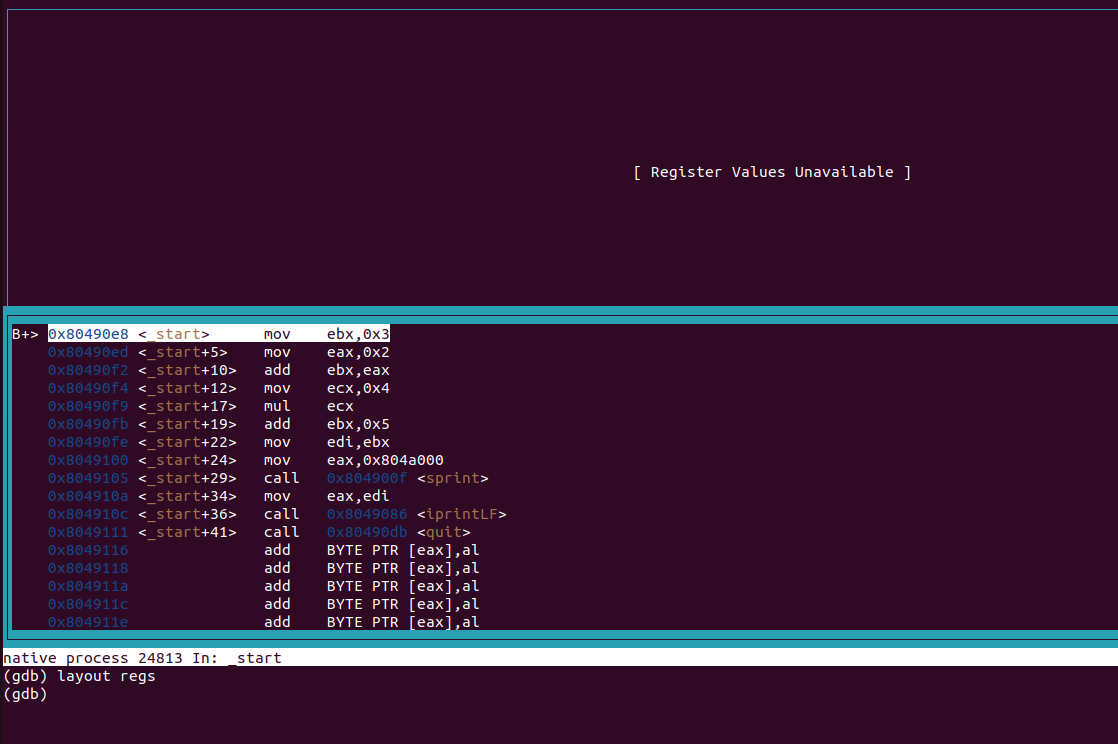 [ Register Values Unavailable ]
B+> 0x80490e8 <_start> mov ebx,0x3
0x80490ed <_start+5> mov eax,0x2
0x80490f2 <_start+10> add ebx,eax
0x80490f4 <_start+12> mov ecx,0x4
0x80490f9 <_start+17> mul ecx
0x80490fb <_start+19> add ebx,0x5
0x80490fe <_start+22> mov edi,ebx
0x8049100 <_start+24> mov eax,0x804a000
0x8049105 <_start+29> call 0x804900f <sprint>
0x804910a <_start+34> mov eax,edi
0x804910c <_start+36> call 0x8049086 <iprintLF>
0x8049111 <_start+41> call 0x80490db <quit>
0x8049116 add BYTE PTR [eax],al
0x8049118 add BYTE PTR [eax],al
0x804911a add BYTE PTR [eax],al
0x804911c add BYTE PTR [eax],al
0x804911e add BYTE PTR [eax],al
native process 24813 In: _start
(gdb) layout regs
(gdb)